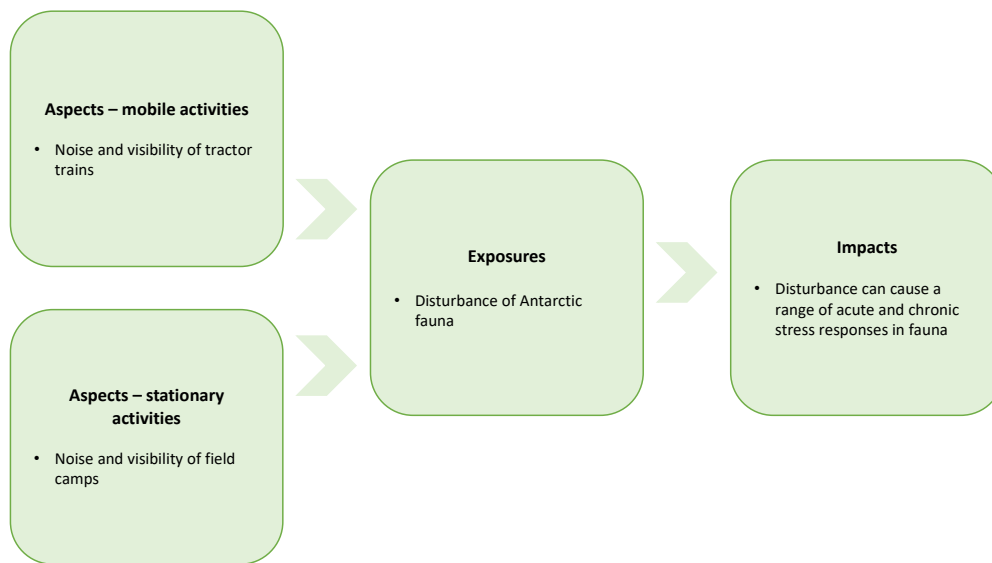 Aspects – mobile activities
• Noise and visibility of tractor
trains
Aspects – stationary
activities
• Noise and visibility of field
camps
Exposures
• Disturbance of Antarctic
fauna
Impacts
• Disturbance can cause a
range of acute and chronic
stress responses in fauna